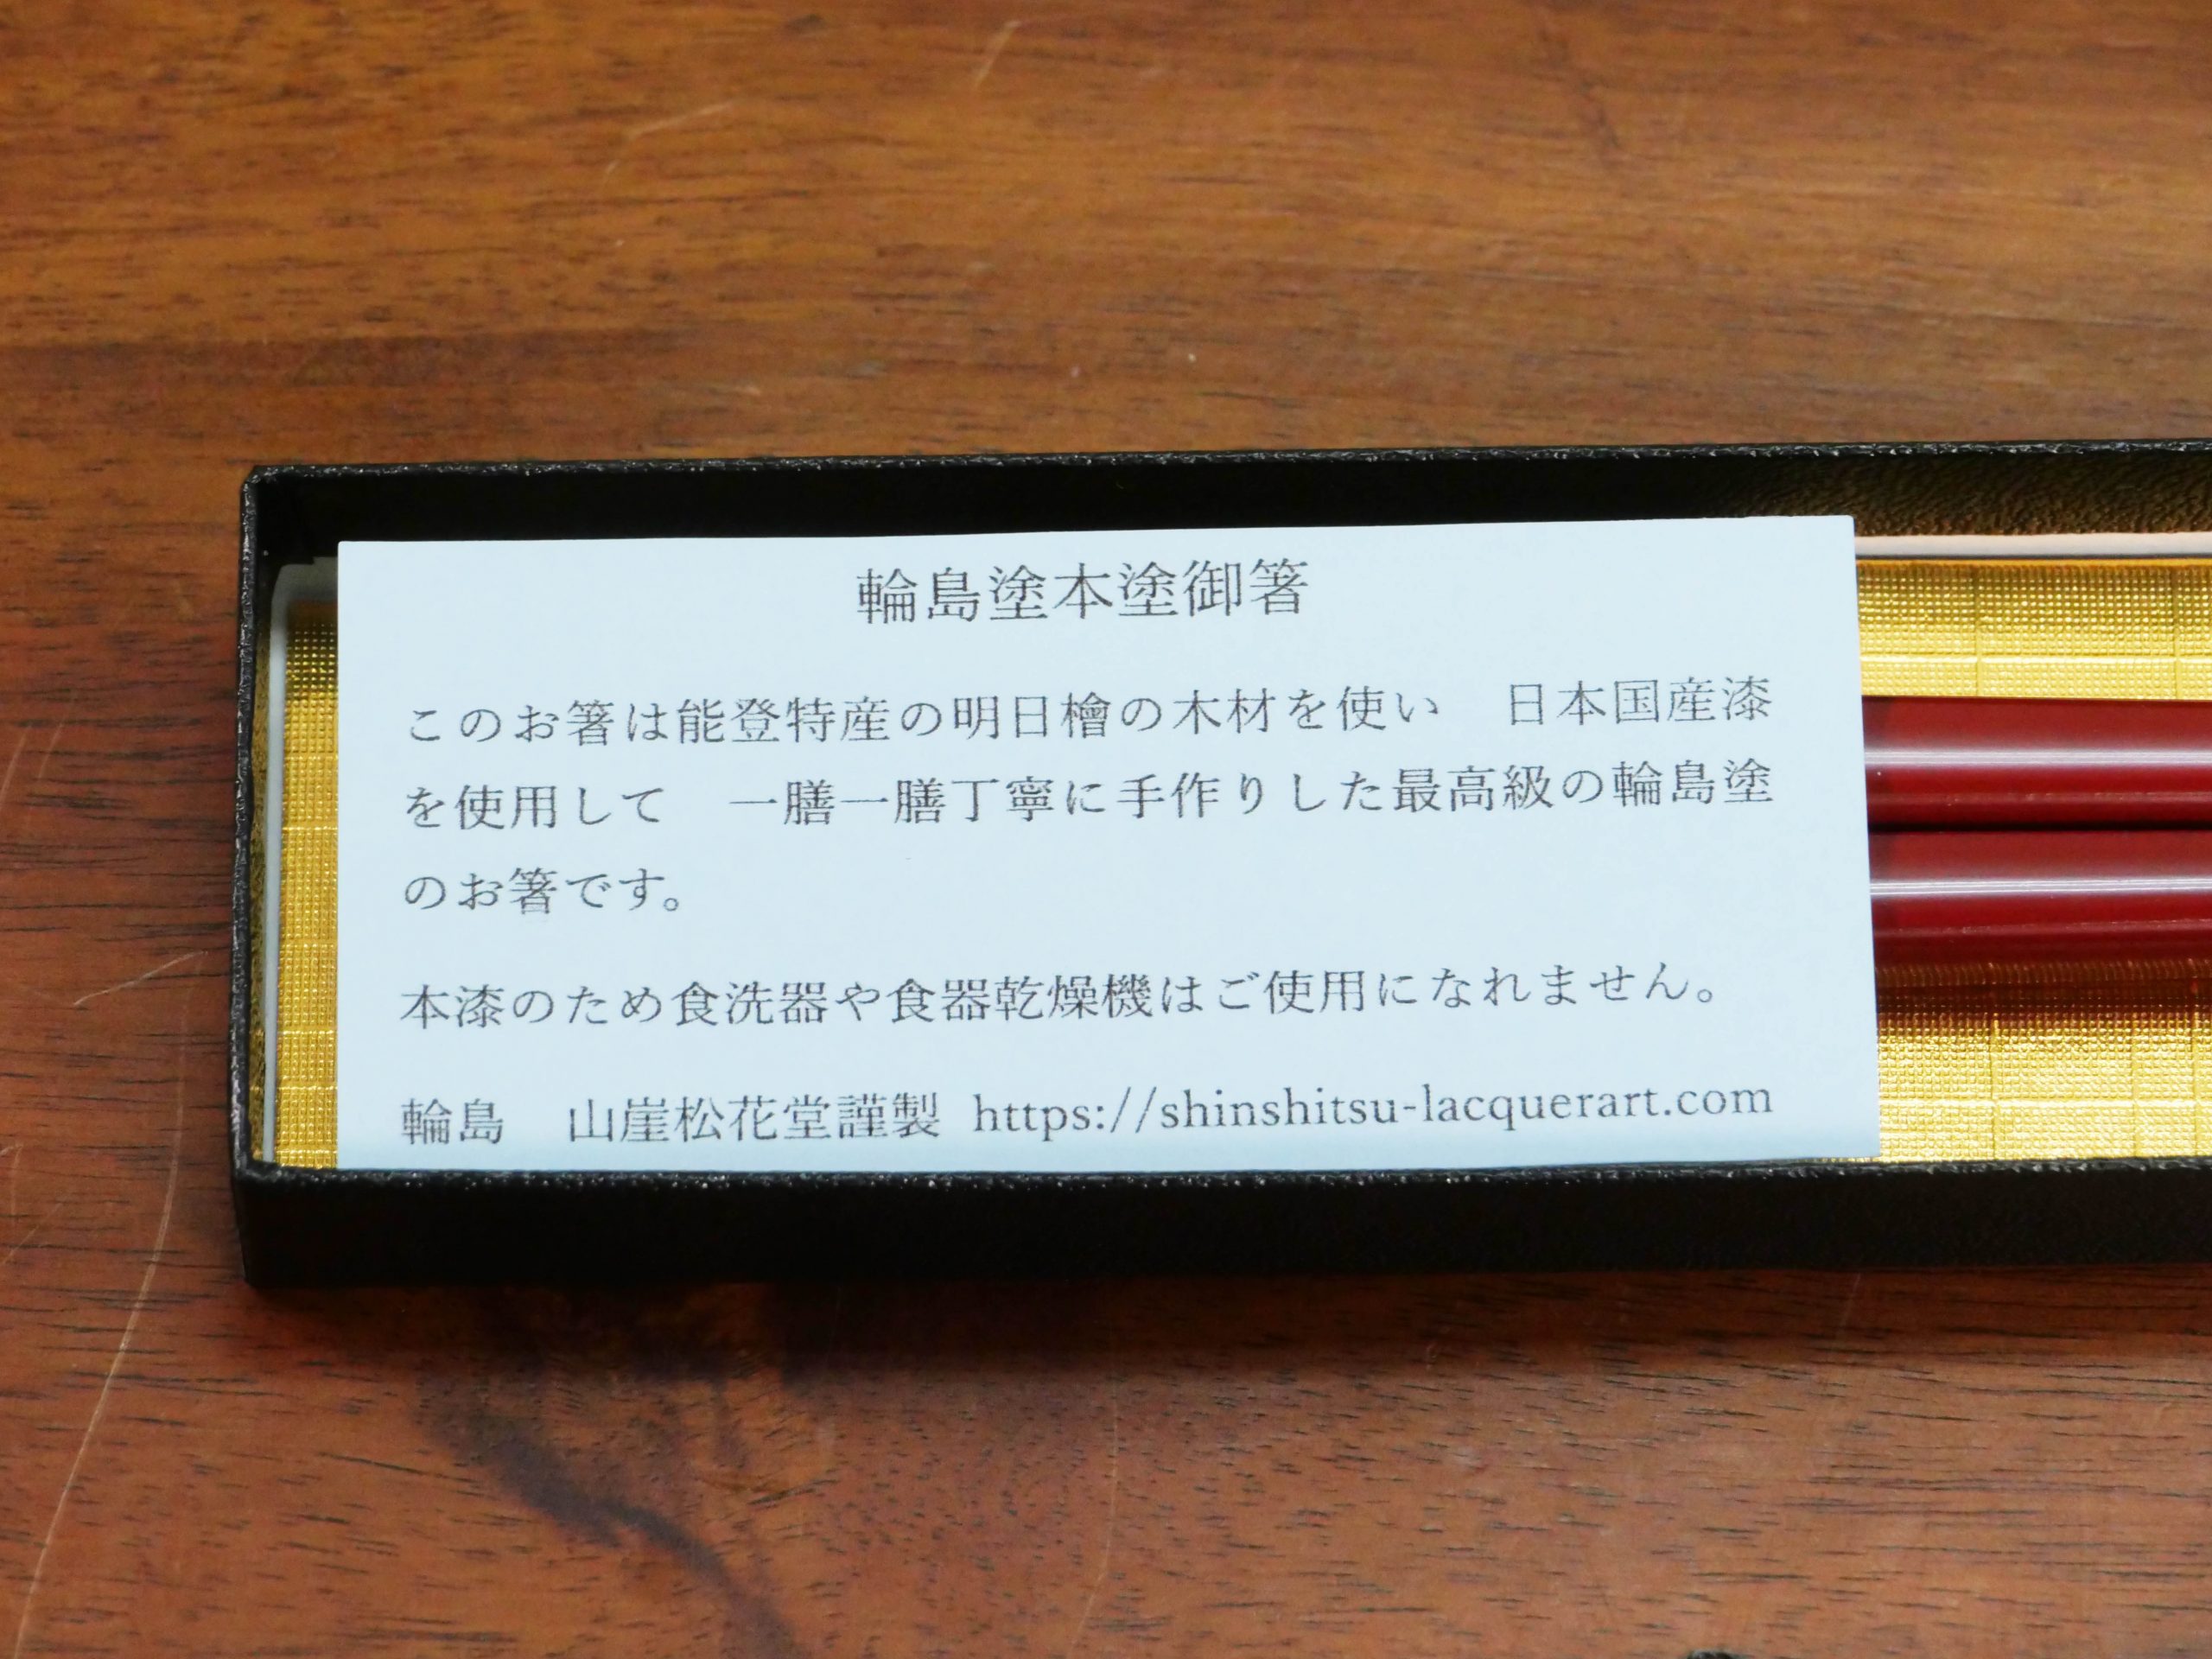 輪島塗本塗御箸
このお箸は能登特産の明日檜の木材を使い　日本国産漆
を使用して　一膳一膳丁寧に手作りした最高級の輪島塗
のお箸です。
本漆のため食洗器や食器乾燥機はご使用になれません。
輪島　山崖松花堂謹製 https://shinshitsu-lacquerart.com